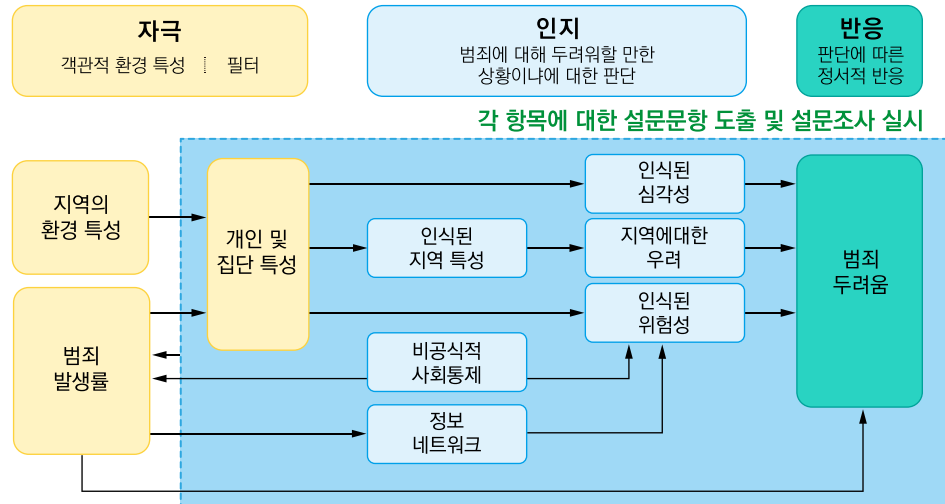 자극
객관적 환경 특성 ┆ 필터
인지
범죄에 대해 두려워할 만한
상황이냐에 대한 판단
반응
판단에 따른
정서적 반응
각 항목에 대한 설문문항 도출 및 설문조사 실시
지역의
환경 특성
범죄
발생률
개인 및
집단 특성
인식된
지역 특성
비공식적
사회통제
정보
네트워크
인식된
심각성
지역에대한
우려
인식된
위험성
범죄
두려움